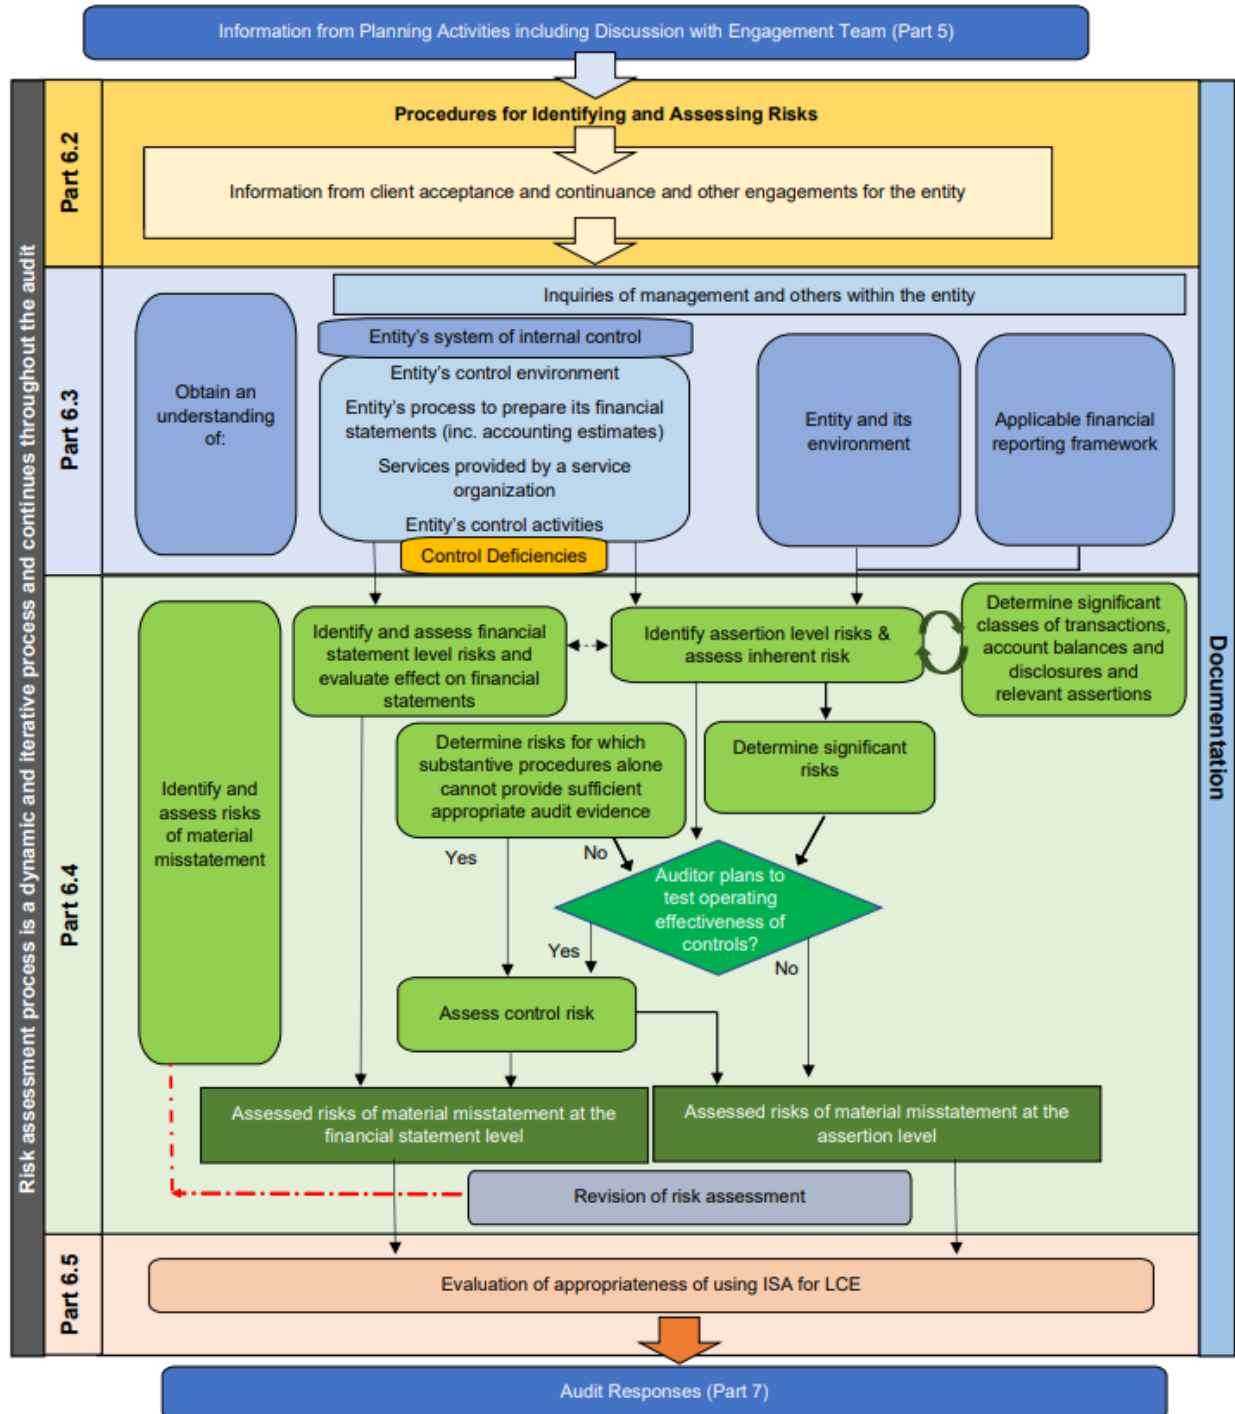 Information from Planning Activities including Discussion with Engagement Team (Part 5)
Risk assessment process is a dynamic and iterative process and continues throughout the audit
Documentation
Part 6.2
Procedures for Identifying and Assessing Risks
Information from client acceptance and continuance and other engagements for the entity
Part 6.3
Inquiries of management and others within the entity
Obtain an
understanding
of:
Entity's system of internal control
Entity's control environment
Entity's process to prepare its financial
statements (inc. accounting estimates)
Services provided by a service
organization
Entity's control activities
Control Deficiencies
Entity and its
environment
Applicable financial
reporting framework
Part 6.4
Identify and
assess risks
of material
misstatement
Identify and assess financial
statement level risks and
evaluate effect on financial
statements
Identify assertion level risks &
assess inherent risk
Determine significant
classes of transactions,
account balances and
disclosures and
relevant assertions
Determine risks for which
substantive procedures alone
cannot provide sufficient
appropriate audit evidence
Determine significant
risks
Yes
No
Auditor plans to
test operating
effectiveness of
controls?
Yes
No
Assess control risk
Assessed risks of material misstatement at the
financial statement level
Assessed risks of material misstatement at the
assertion level
Revision of risk assessment
Part 6.5
Evaluation of appropriateness of using ISA for LCE
Audit Responses (Part 7)